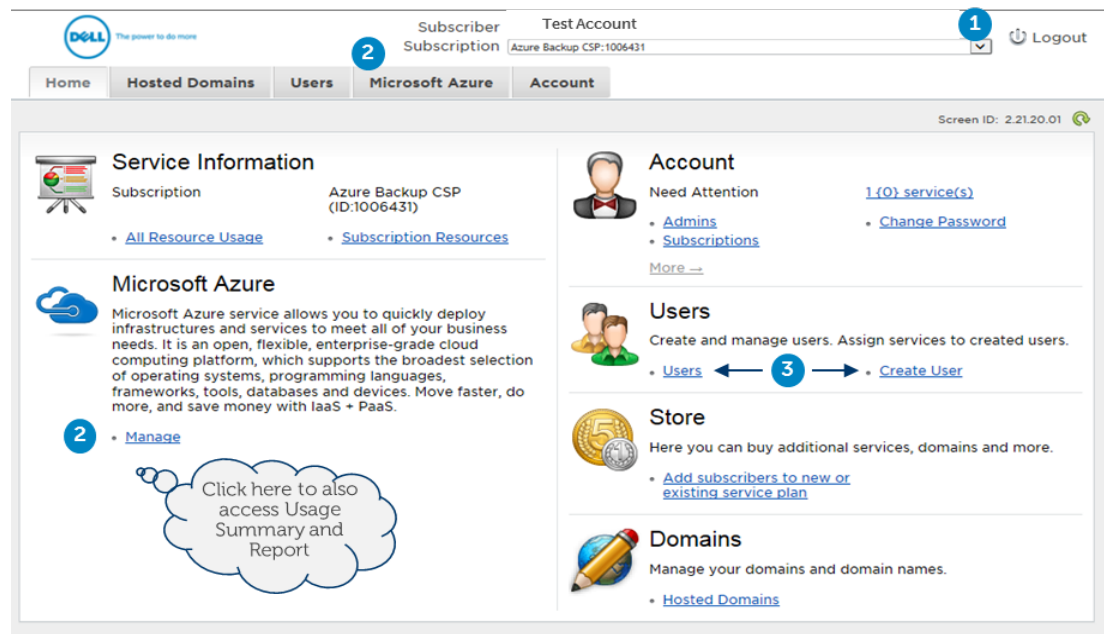 DELL The power to do more
Subscriber Test Account 1
Logout
2 Subscription Azure Backup CSP:1006431
Home Hosted Domains Users Microsoft Azure Account
Screen ID: 2.21.20.01
Service Information
Subscription Azure Backup CSP
(ID:1006431)
• All Resource Usage • Subscription Resources
Microsoft Azure
Microsoft Azure service allows you to quickly deploy
infrastructures and services to meet all of your business
needs. It is an open, flexible, enterprise-grade cloud
computing platform, which supports the broadest selection
of operating systems, programming languages,
frameworks, tools, databases and devices. Move faster, do
more, and save money with IaaS + PaaS.
2 • Manage
Click here to also
access Usage
Summary and
Report
Account
Need Attention 1 {0} service(s)
• Admins • Change Password
• Subscriptions
More →
Users
Create and manage users. Assign services to created users.
• Users 3 • Create User
Store
Here you can buy additional services, domains and more.
• Add subscribers to new or
existing service plan
Domains
Manage your domains and domain names.
• Hosted Domains